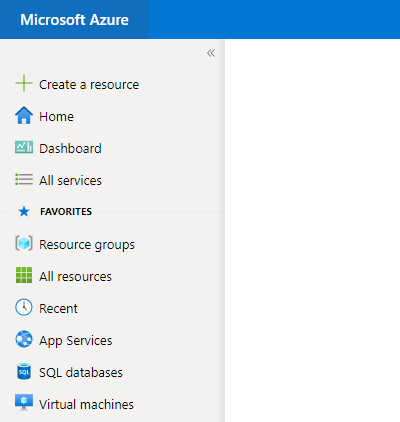 Microsoft Azure
«
Create a resource
Home
Dashboard
All services
FAVORITES
Resource groups
All resources
Recent
App Services
SQL databases
SQL
Virtual machines